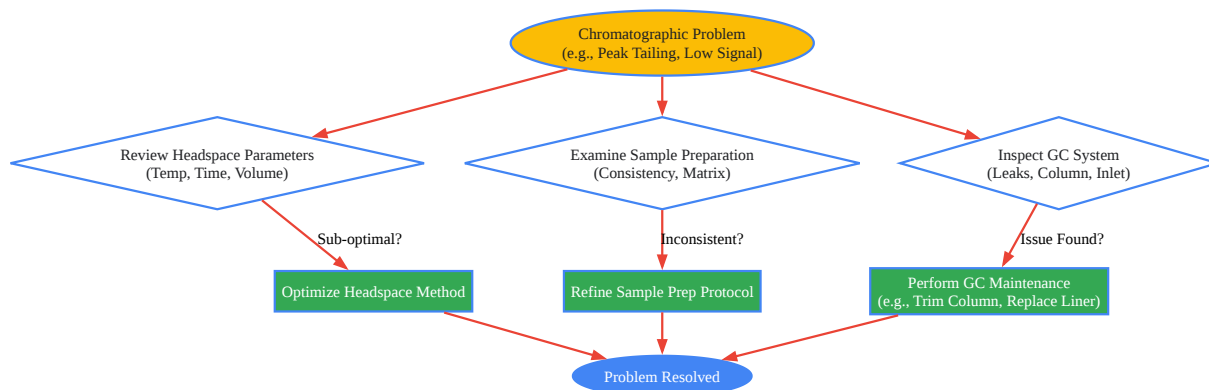 Chromatographic Problem
(e.g., Peak Tailing, Low Signal)
Review Headspace Parameters
(Temp, Time, Volume)
Examine Sample Preparation
(Consistency, Matrix)
Inspect GC System
(Leaks, Column, Inlet)
Sub-optimal?
Inconsistent?
Issue Found?
Optimize Headspace Method
Refine Sample Prep Protocol
Perform GC Maintenance
(e.g., Trim Column, Replace Liner)
Problem Resolved